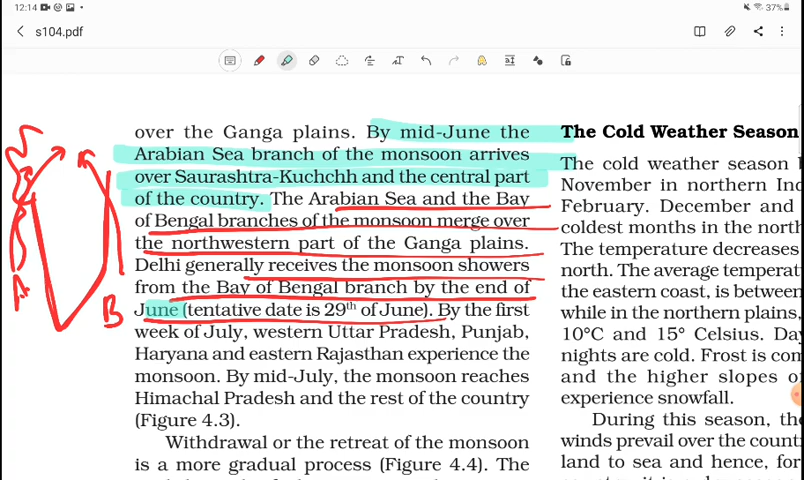 12:14
37%
s104.pdf
over the Ganga plains. By mid-June the
Arabian Sea branch of the monsoon arrives
over Saurashtra-Kuchchh and the central part
of the country. The Arabian Sea and the Bay
of Bengal branches of the monsoon merge over
the northwestern part of the Ganga plains.
Delhi generally receives the monsoon showers
from the Bay of Bengal branch by the end of
June (tentative date is 29th of June). By the first
week of July, western Uttar Pradesh, Punjab,
Haryana and eastern Rajasthan experience the
monsoon. By mid-July, the monsoon reaches
Himachal Pradesh and the rest of the country
(Figure 4.3).
Withdrawal or the retreat of the monsoon
is a more gradual process (Figure 4.4). The
A
B
The Cold Weather Season
The cold weather season
November in northern
February. December and
coldest months in the
The temperature decreases
north. The average
the eastern coast, is between
while in the northern plains,
10°C and 15° Celsius.
nights are cold. Frost is
and the higher slopes
experience snowfall.
During this season,
winds prevail over the
land to sea and hence, for